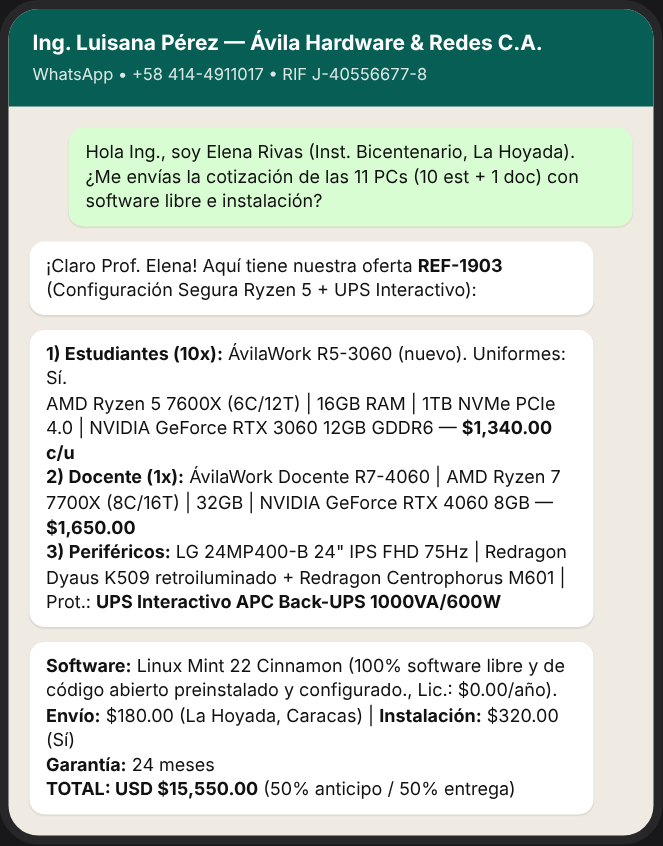 Ing. Luisana Pérez — Ávila Hardware & Redes C.A.
WhatsApp • +58 414-4911017 • RIF J-40556677-8
Hola Ing., soy Elena Rivas (Inst. Bicentenario, La Hoyada).
¿Me envías la cotización de las 11 PCs (10 est + 1 doc) con
software libre e instalación?
¡Claro Prof. Elena! Aquí tiene nuestra oferta REF-1903
(Configuración Segura Ryzen 5 + UPS Interactivo):
1) Estudiantes (10x): ÁvilaWork R5-3060 (nuevo). Uniformes:
Sí.
AMD Ryzen 5 7600X (6C/12T) | 16GB RAM | 1TB NVMe PCIe
4.0 | NVIDIA GeForce RTX 3060 12GB GDDR6 — $1,340.00
c/u
2) Docente (1x): ÁvilaWork Docente R7-4060 | AMD Ryzen 7
7700X (8C/16T) | 32GB | NVIDIA GeForce RTX 4060 8GB —
$1,650.00
3) Periféricos: LG 24MP400-B 24" IPS FHD 75Hz | Redragon
Dyaus K509 retroiluminado + Redragon Centrophorus M601 |
Prot.: UPS Interactivo APC Back-UPS 1000VA/600W
Software: Linux Mint 22 Cinnamon (100% software libre y de
código abierto preinstalado y configurado., Lic.: $0.00/año).
Envío: $180.00 (La Hoyada, Caracas) | Instalación: $320.00
(Sí)
Garantía: 24 meses
TOTAL: USD $15,550.00 (50% anticipo / 50% entrega)